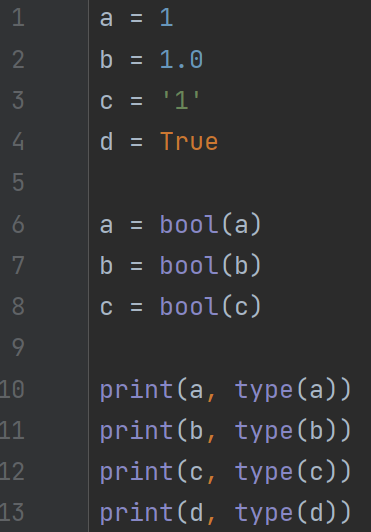 1 a = 1
2 b = 1.0
3 c = '1'
4 d = True
5
6 a = bool(a)
7 b = bool(b)
8 c = bool(c)
9
10 print(a, type(a))
11 print(b, type(b))
12 print(c, type(c))
13 print(d, type(d))